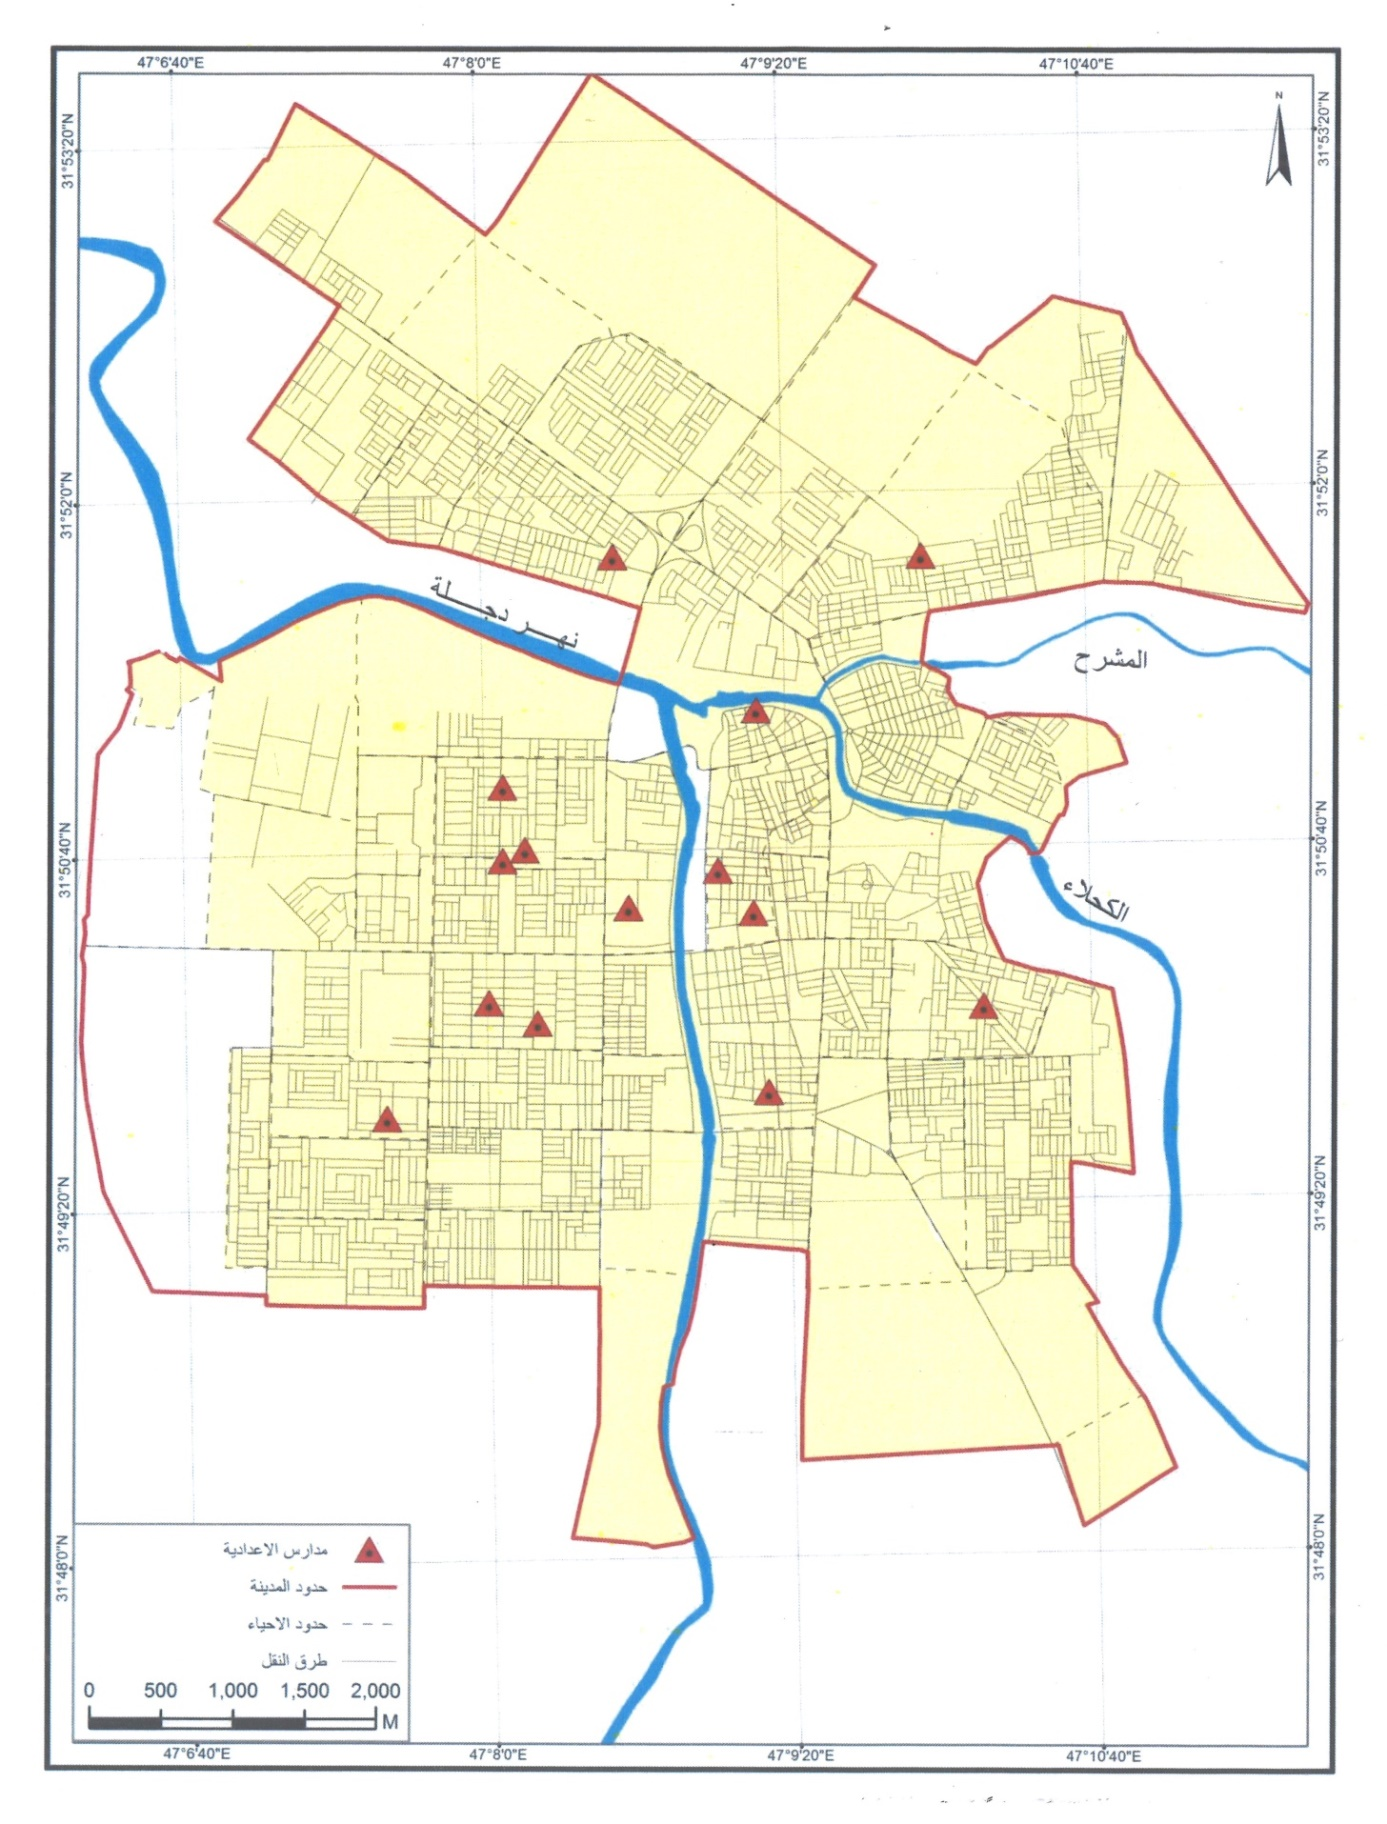 N
47°6'40"E
47°8'0"E
47°9'20"E
47°10'40"E
31°53'20"N
31°53'20"N
31°52'0"N
31°52'0"N
نهر دجلة
المشرح
31°50'40"N
31°50'40"N
الكحلاء
31°49'20"N
31°49'20"N
31°48'0"N
31°48'0"N
مدارس الاعدادية
حدود المدينة
حدود الاحياء
طرق النقل
0 500 1,000 1,500 2,000
M
47°6'40"E
47°8'0"E
47°9'20"E
47°10'40"E